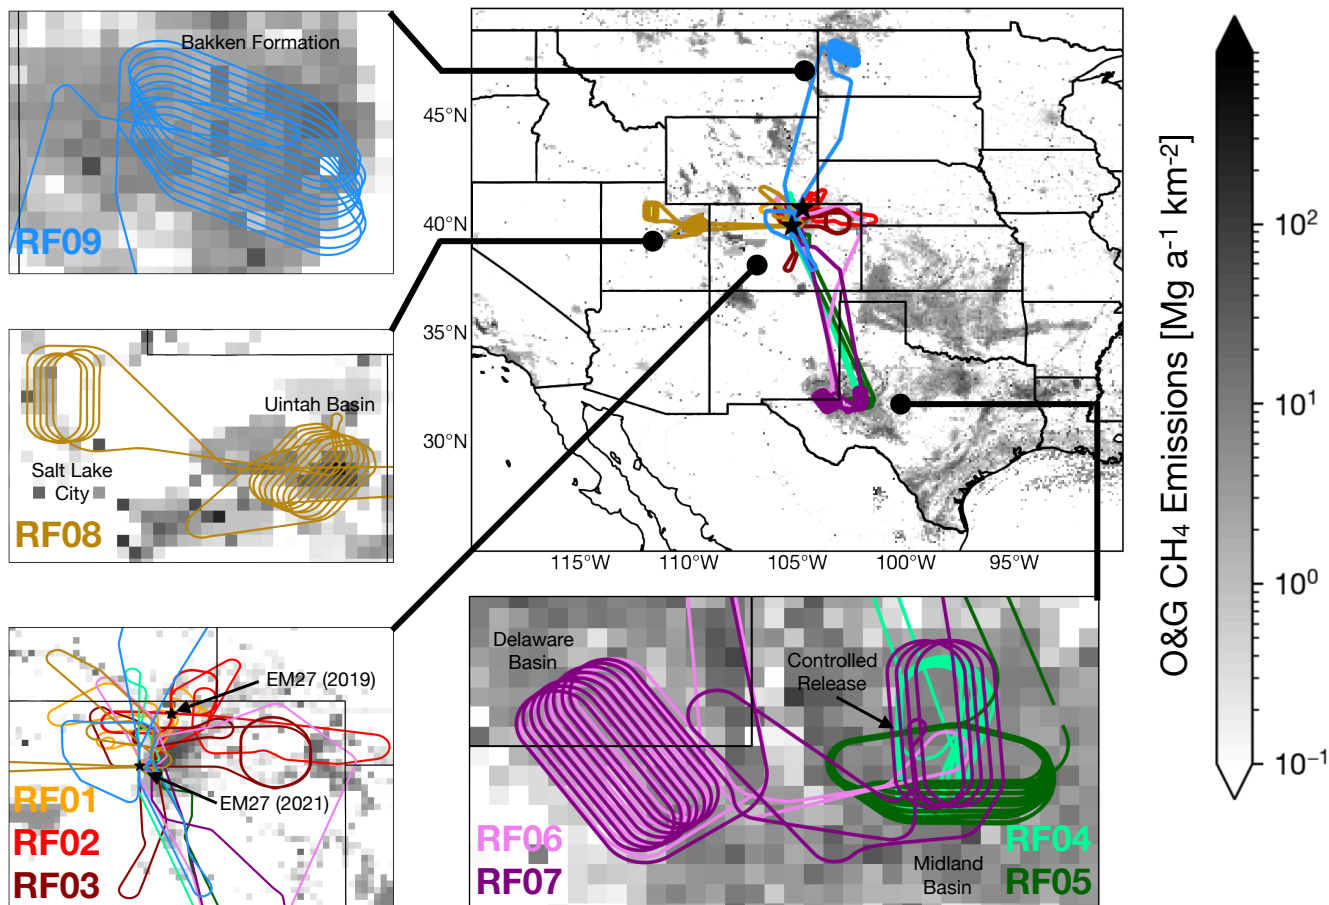 Bakken Formation
RF09
Uintah Basin
Salt Lake
City
RF08
EM27 (2019)
EM27 (2021)
RF01
RF02
RF03
45°N
40°N
35°N
30°N
115°W
110°W
105°W
100°W
95°W
Delaware
Basin
Controlled
Release
RF06
RF07
RF04
Midland
Basin
RF05
O&G CH₄ Emissions [Mg a⁻¹ km⁻²]
10²
10¹
10⁰
10⁻¹